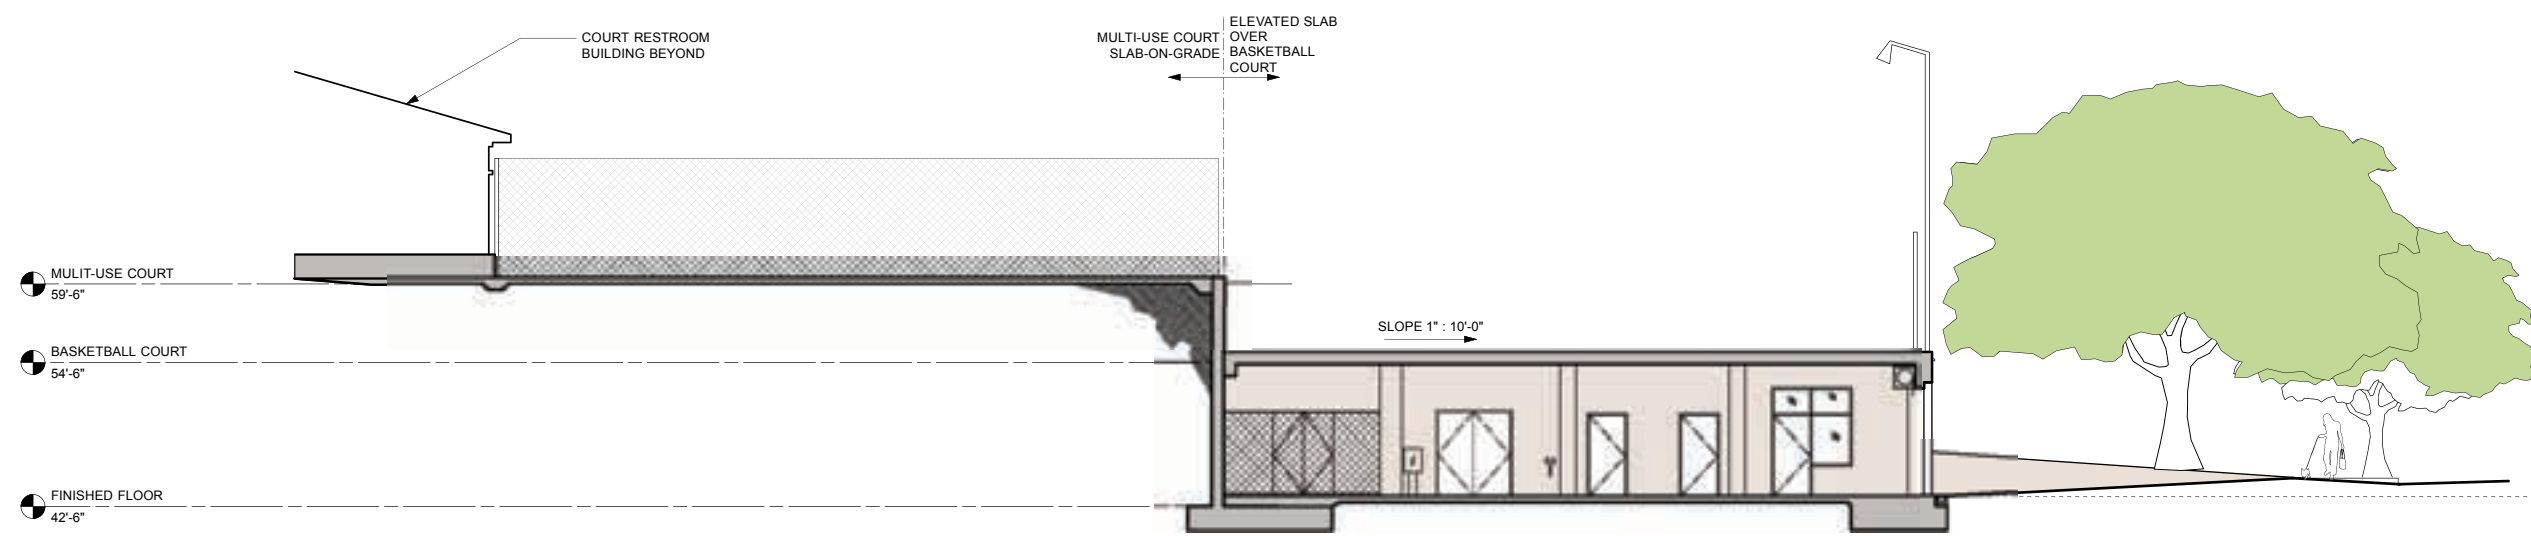 COURT RESTROOM
BUILDING BEYOND
MULTI-USE COURT
SLAB-ON-GRADE
ELEVATED SLAB
OVER
BASKETBALL
COURT
MULIT-USE COURT
59'-6"
SLOPE 1" : 10'-0"
BASKETBALL COURT
54'-6"
FINISHED FLOOR
42'-6"